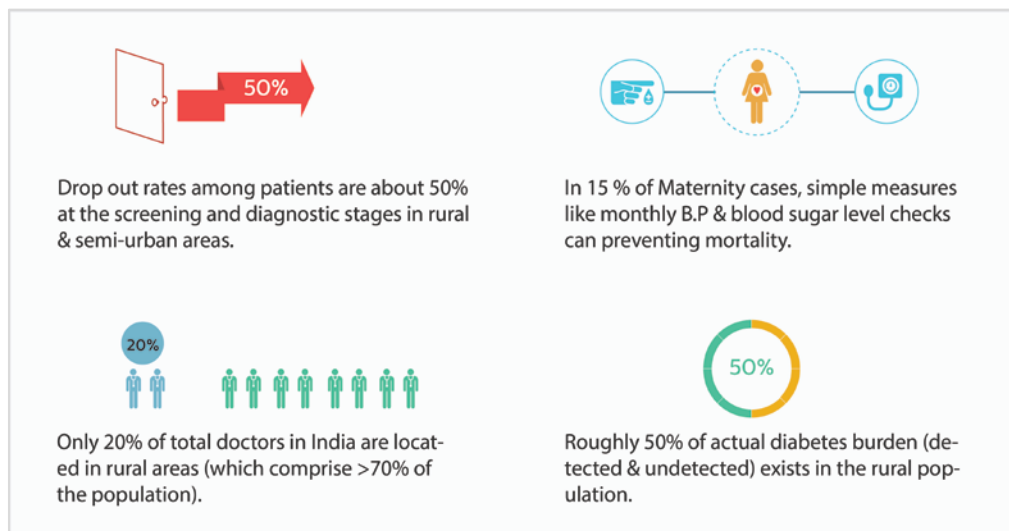 50%
Drop out rates among patients are about 50%
at the screening and diagnostic stages in rural
& semi-urban areas.
In 15 % of Maternity cases, simple measures
like monthly B.P & blood sugar level checks
can preventing mortality.
20%
Only 20% of total doctors in India are locat-
ed in rural areas (which comprise >70% of
the population).
50%
Roughly 50% of actual diabetes burden (de-
tected & undetected) exists in the rural pop-
ulation.